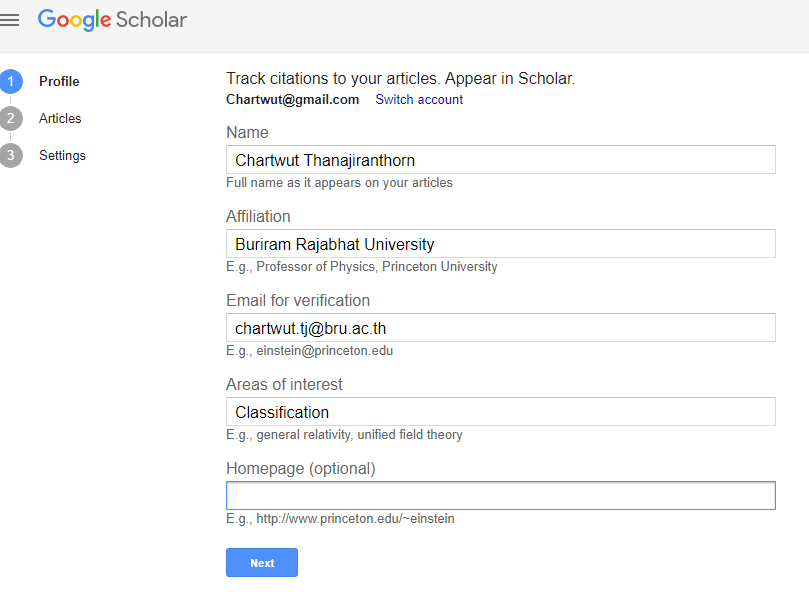 Google Scholar
1 Profile
2 Articles
3 Settings
Track citations to your articles. Appear in Scholar.
Chartwut@gmail.com Switch account
Name
Chartwut Thanajiranthorn
Full name as it appears on your articles
Affiliation
Buriram Rajabhat University
E.g., Professor of Physics, Princeton University
Email for verification
chartwut.tj@bru.ac.th
E.g., einstein@princeton.edu
Areas of interest
Classification
E.g., general relativity, unified field theory
Homepage (optional)
E.g., http://www.princeton.edu/~einstein
Next